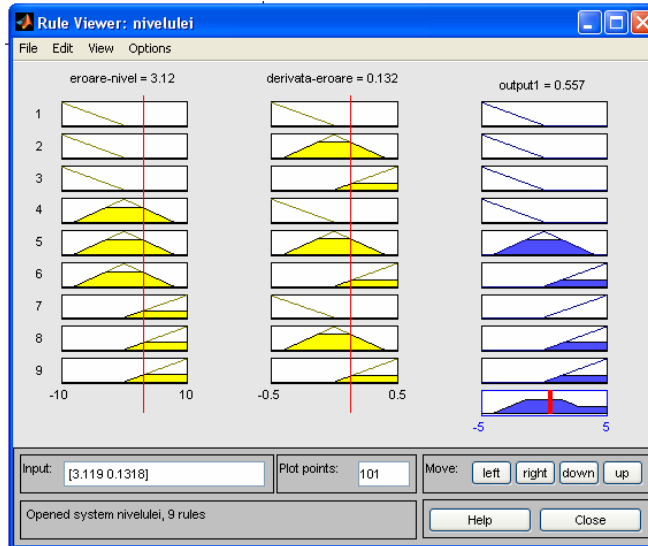 Rule Viewer: nivelulei
File Edit View Options
eroare-nivel = 3.12 derivata-eroare = 0.132 output1 = 0.557
1
2
3
4
5
6
7
8
9
-10 10 -0.5 0.5
-5 5
Input: [3.119 0.1318] Plot points: 101 Move: left right down up
Opened system nivelulei, 9 rules Help Close